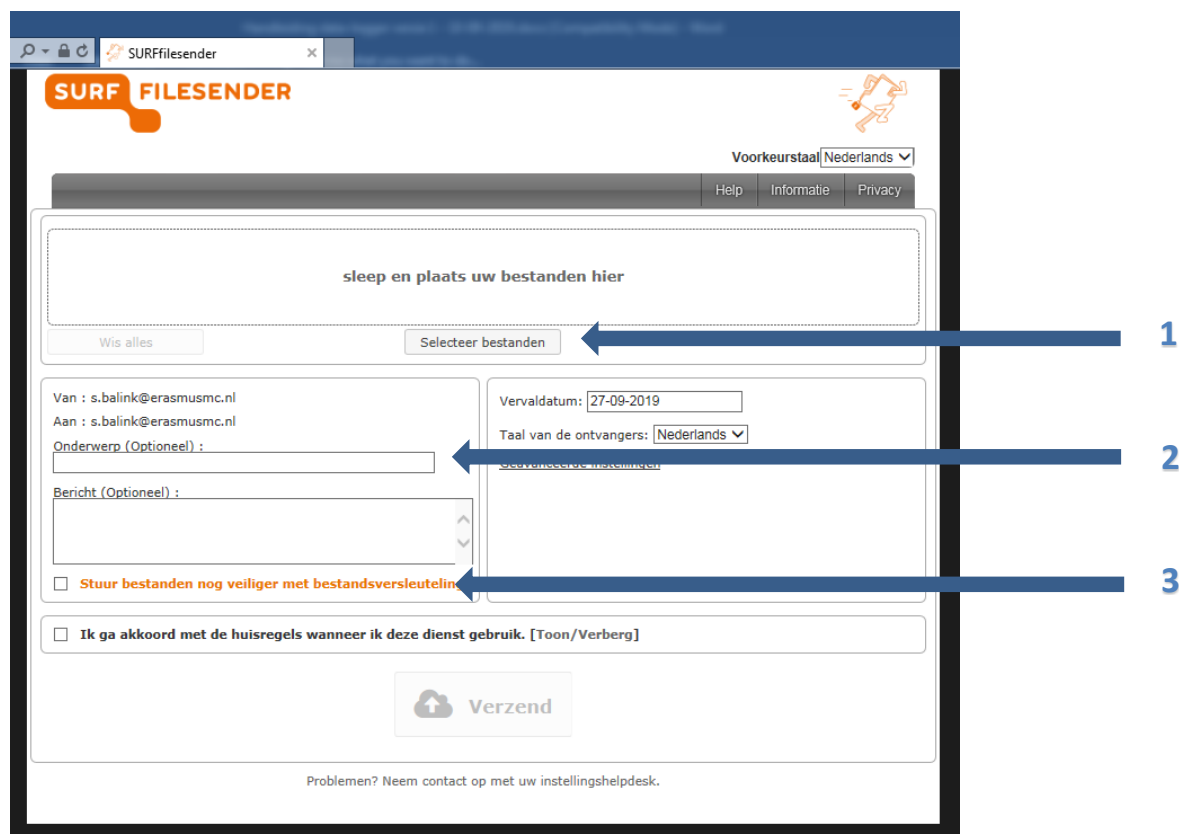 SURFfilesender
SURF FILESENDER
Voorkeurstaal Nederlands
Help Informatie Privacy
sleep en plaats uw bestanden hier
Wis alles
Selecteer bestanden
1
Van : s.balink@erasmusmc.nl
Aan : s.balink@erasmusmc.nl
Onderwerp (Optioneel) :
Bericht (Optioneel) :
Stuur bestanden nog veiliger met bestandsversleuteling
Vervaldatum: 27-09-2019
Taal van de ontvangers: Nederlands
Geavanceerde instellingen
2
3
Ik ga akkoord met de huisregels wanneer ik deze dienst gebruik. [Toon/Verberg]
Verzend
Problemen? Neem contact op met uw instellingshelpdesk.